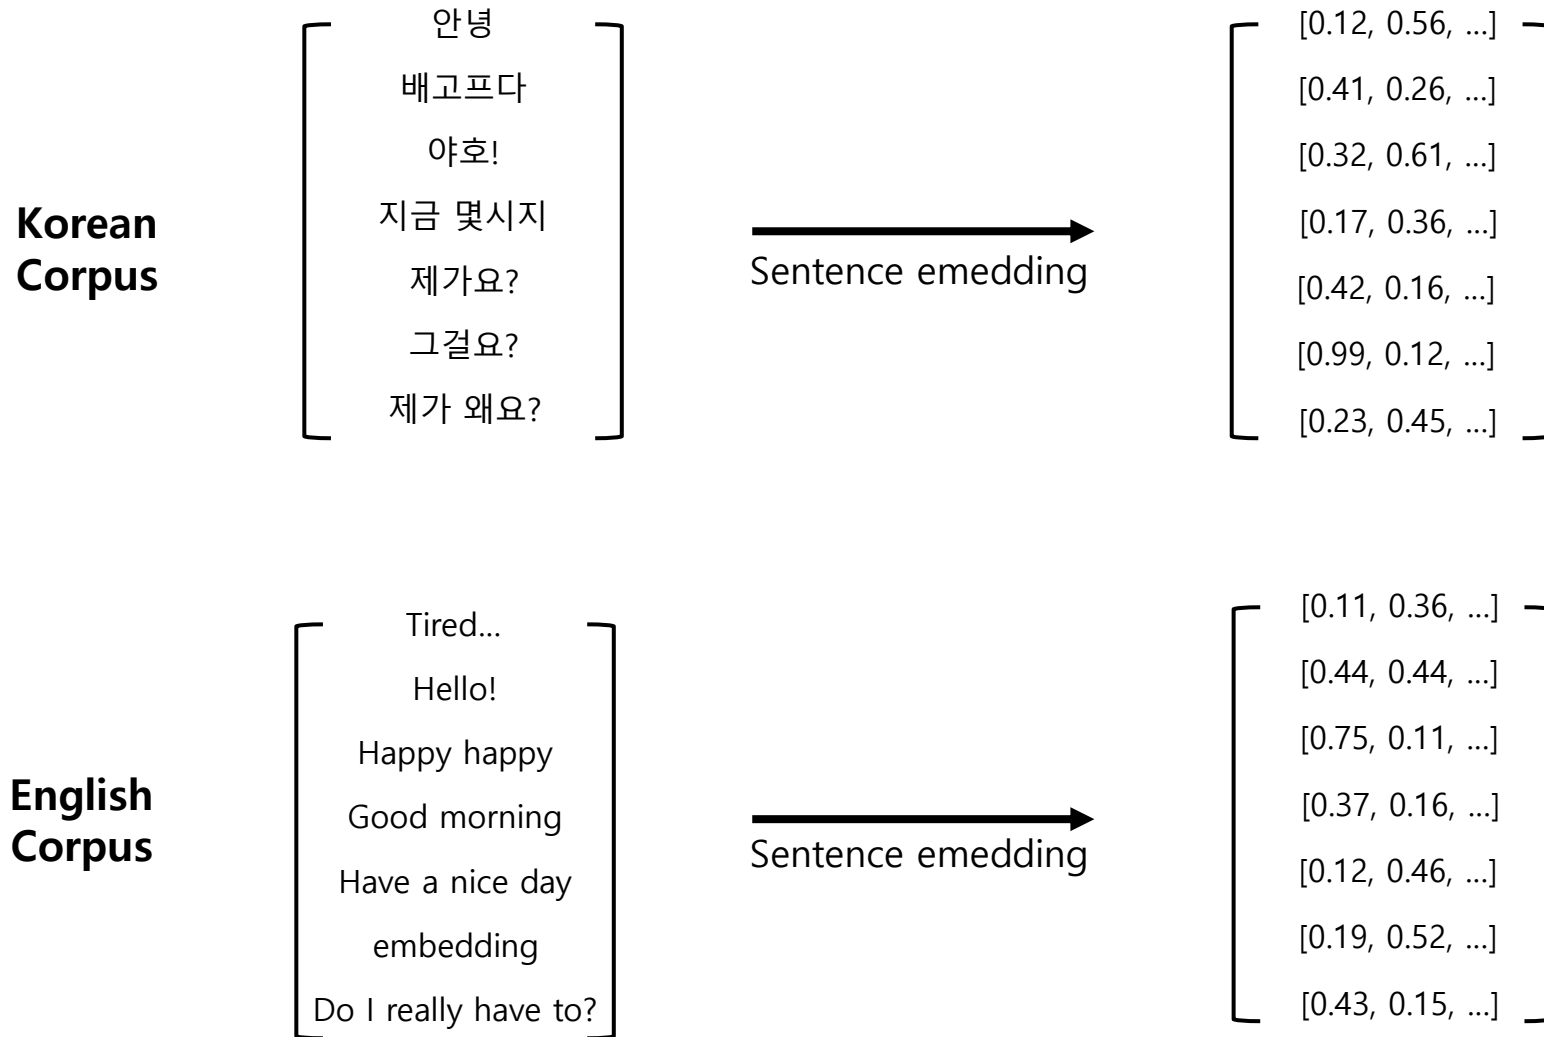 Korean
Corpus
안녕
배고프다
야호!
지금 몇시지
제가요?
그걸요?
제가 왜요?
Sentence emedding
[0.12, 0.56, ...]
[0.41, 0.26, ...]
[0.32, 0.61, ...]
[0.17, 0.36, ...]
[0.42, 0.16, ...]
[0.99, 0.12, ...]
[0.23, 0.45, ...]
English
Corpus
Tired...
Hello!
Happy happy
Good morning
Have a nice day
embedding
Do I really have to?
Sentence emedding
[0.11, 0.36, ...]
[0.44, 0.44, ...]
[0.75, 0.11, ...]
[0.37, 0.16, ...]
[0.12, 0.46, ...]
[0.19, 0.52, ...]
[0.43, 0.15, ...]